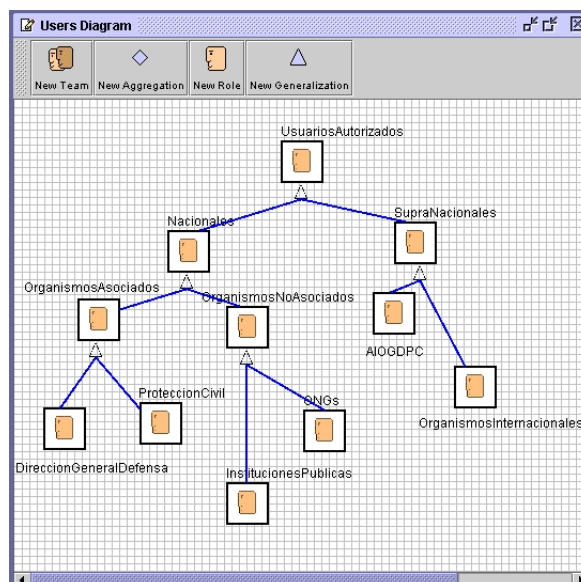 Users Diagram
New Team New Aggregation New Role New Generalization
UsuariosAutorizados
Nacionales
SupraNacionales
OrganismosAsociados
OrganismosNoAsociados
AIOGDPC
ProteccionCivil
ONGs
OrganismosInternacionales
DireccionGeneralDefensa
InstitucionesPublicas